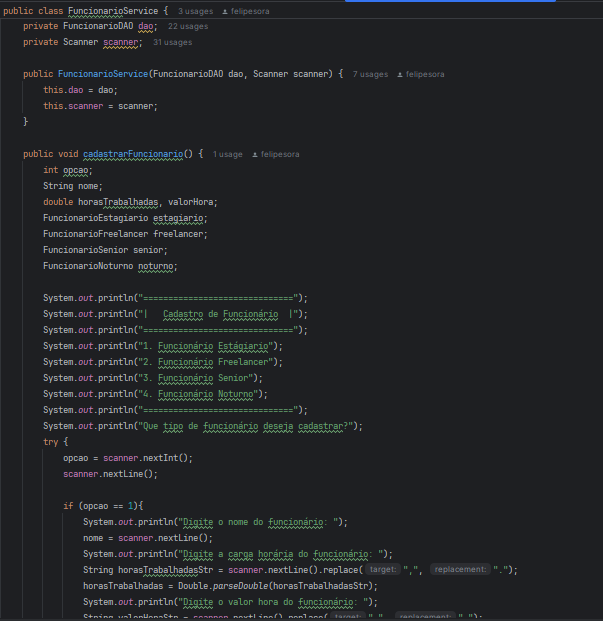 public class FuncionarioService { 3 usages felipesora
private FuncionarioDAO dao; 22 usages
private Scanner scanner; 31 usages
public FuncionarioService(FuncionarioDAO dao, Scanner scanner) { 7 usages felipesora
this.dao = dao;
this.scanner = scanner;
}
public void cadastrarFuncionario() { 1 usage felipesora
int opcao;
String nome;
double horasTrabalhadas, valorHora;
FuncionarioEstagiario estagiario;
FuncionarioFreelancer freelancer;
FuncionarioSenior senior;
FuncionarioNoturno noturno;
System.out.println("==============================");
System.out.println("|   Cadastro de Funcionário  |");
System.out.println("==============================");
System.out.println("1. Funcionário Estágiario");
System.out.println("2. Funcionário Freelancer");
System.out.println("3. Funcionário Senior");
System.out.println("4. Funcionário Noturno");
System.out.println("==============================");
System.out.println("Que tipo de funcionário deseja cadastrar?");
try {
opcao = scanner.nextInt();
scanner.nextLine();
if (opcao == 1){
System.out.println("Digite o nome do funcionário: ");
nome = scanner.nextLine();
System.out.println("Digite a carga horária do funcionário: ");
String horasTrabalhadasStr = scanner.nextLine().replace( target: ",", replacement: ".");
horasTrabalhadas = Double.parseDouble(horasTrabalhadasStr);
System.out.println("Digite o valor hora do funcionário: ");
String valorHoraStr = scanner.nextLine().replace( target: ",", replacement: ".");